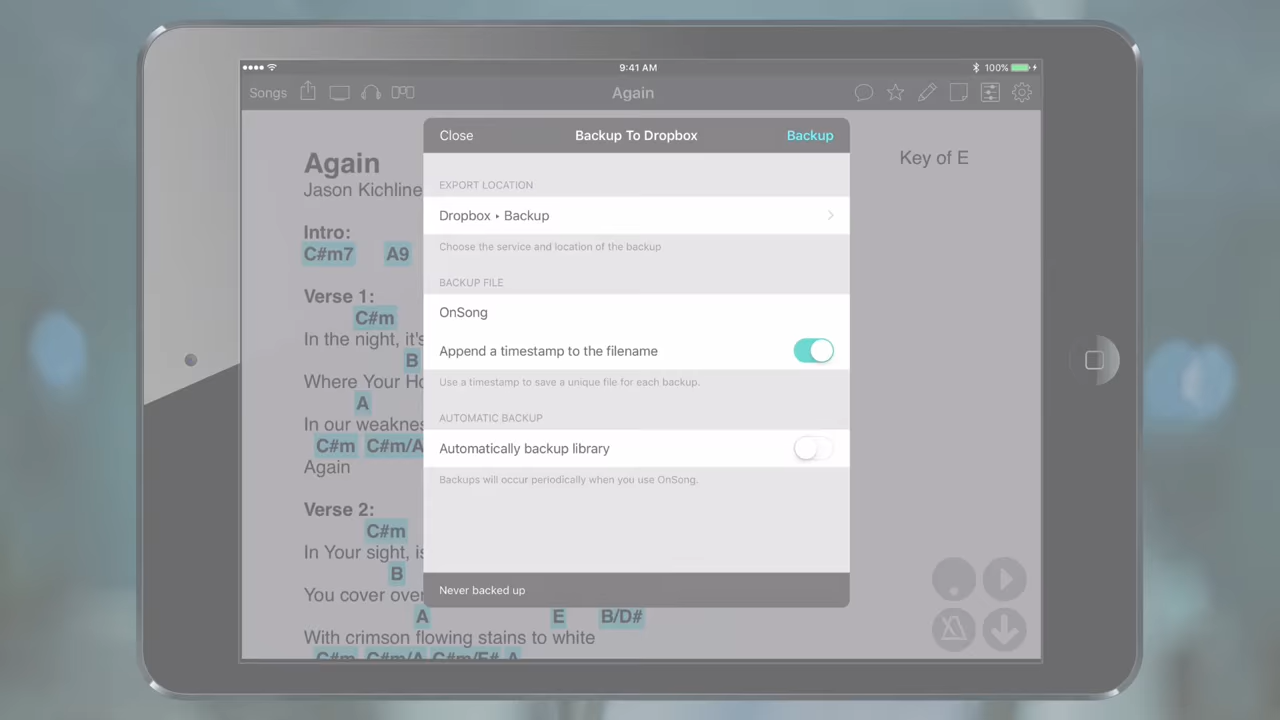 9:41 AM
100%
Songs
Again
Close
Backup To Dropbox
Backup
Again
Jason Kichline
Key of E
EXPORT LOCATION
Dropbox ▸ Backup
Choose the service and location of the backup
Intro:
C#m7 A9
BACKUP FILE
OnSong
Verse 1:
C#m
In the night, it's
Append a timestamp to the filename
B
Where Your Ho
Use a timestamp to save a unique file for each backup.
A
AUTOMATIC BACKUP
In our weaknes
C#m C#m/A
Automatically backup library
Again
Backups will occur periodically when you use OnSong.
Verse 2:
C#m
In Your sight, is
B
You cover over
Never backed up
A E B/D#
With crimson flowing stains to white
C#m C#m/A C#m/F# A